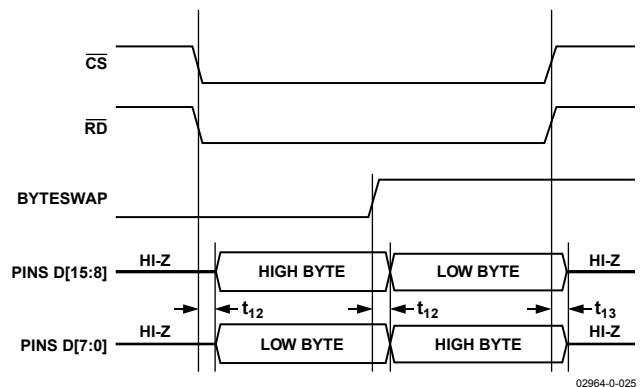 CS
RD
BYTESWAP
PINS D[15:8] HI-Z HIGH BYTE LOW BYTE HI-Z
t12 t12 t13
PINS D[7:0] HI-Z LOW BYTE HIGH BYTE HI-Z
02964-0-025